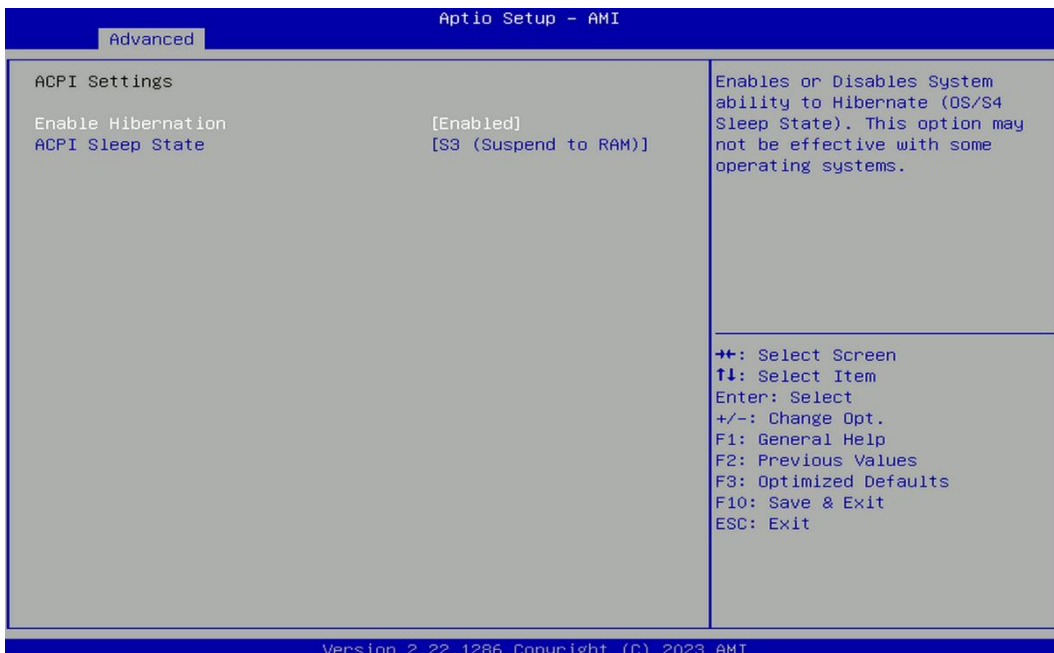 Aptio Setup – AMI
Advanced
ACPI Settings
Enable Hibernation [Enabled]
ACPI Sleep State [S3 (Suspend to RAM)]
Enables or Disables System
ability to Hibernate (OS/S4
Sleep State). This option may
not be effective with some
operating systems.
→←: Select Screen
↑↓: Select Item
Enter: Select
+/-: Change Opt.
F1: General Help
F2: Previous Values
F3: Optimized Defaults
F10: Save & Exit
ESC: Exit
Version 2.22.1286 Copyright (C) 2023 AMI